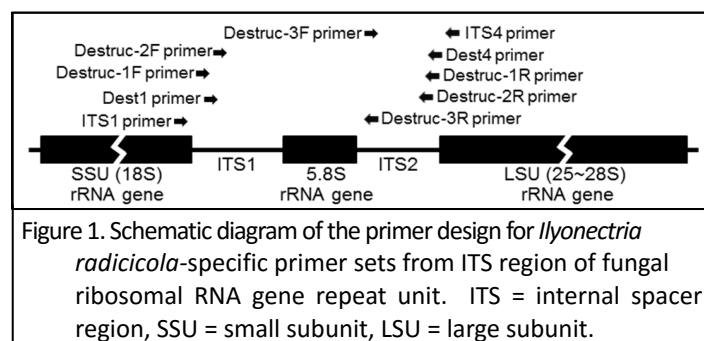 Destruc-3F primer
ITS4 primer
Destruc-2F primer
Dest4 primer
Destruc-1F primer
Destruc-1R primer
Dest1 primer
Destruc-2R primer
ITS1 primer
Destruc-3R primer
SSU (18S)
rRNA gene
ITS1
5.8S
rRNA gene
ITS2
LSU (25~28S)
rRNA gene
Figure 1. Schematic diagram of the primer design for Ilyonectria
radicicola-specific primer sets from ITS region of fungal
ribosomal RNA gene repeat unit. ITS = internal spacer
region, SSU = small subunit, LSU = large subunit.